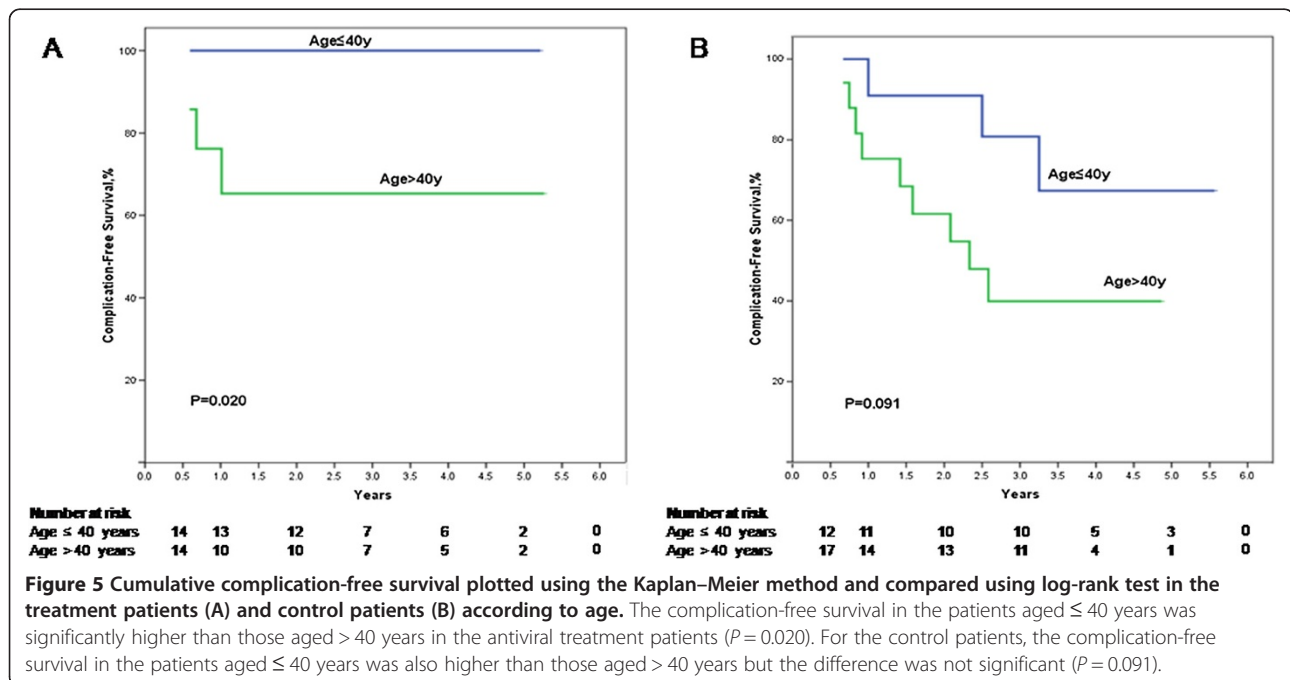 A
Age≤40y
100
80
Age>40y
60
40
20
Complication-Free Survival,%
P=0.020
0.0 0.5 1.0 1.5 2.0 2.5 3.0 3.5 4.0 4.5 5.0 5.5 6.0
Years
Number at risk
Age ≤ 40 years 14 13 12 7 6 2 0
Age >40 years 14 10 10 7 5 2 0
B
100
80
Age≤40y
60
Age>40y
40
20
Complication-Free Survival,%
P=0.091
0.0 0.5 1.0 1.5 2.0 2.5 3.0 3.5 4.0 4.5 5.0 5.5 6.0
Years
Number at risk
Age ≤ 40 years 12 11 10 10 5 3 0
Age >40 years 17 14 13 11 4 1 0
Figure 5 Cumulative complication-free survival plotted using the Kaplan–Meier method and compared using log-rank test in the
treatment patients (A) and control patients (B) according to age. The complication-free survival in the patients aged ≤ 40 years was
significantly higher than those aged > 40 years in the antiviral treatment patients (P = 0.020). For the control patients, the complication-free
survival in the patients aged ≤ 40 years was also higher than those aged > 40 years but the difference was not significant (P = 0.091).